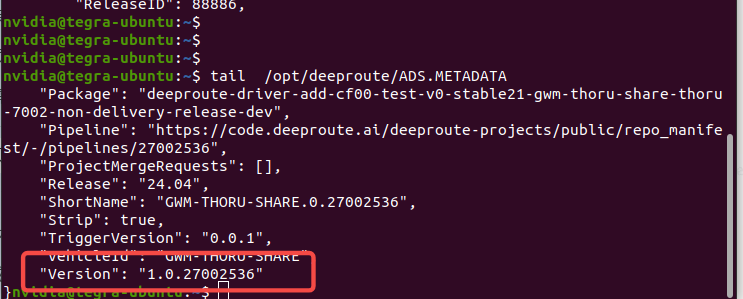 "ReleaseID": 88886,
nvidia@tegra-ubuntu:~$
nvidia@tegra-ubuntu:~$
nvidia@tegra-ubuntu:~$
nvidia@tegra-ubuntu:~$ tail  /opt/deeproute/ADS.METADATA
"Package": "deeproute-driver-add-cf00-test-v0-stable21-gwm-thoru-share-thoru
-7002-non-delivery-release-dev",
"Pipeline": "https://code.deeproute.ai/deeproute-projects/public/repo_manife
st/-/pipelines/27002536",
"ProjectMergeRequests": [],
"Release": "24.04",
"ShortName": "GWM-THORU-SHARE.0.27002536",
"Strip": true,
"TriggerVersion": "0.0.1",
"VehicleId": "GWM-THORU-SHARE"
"Version": "1.0.27002536"
}nvidia@tegra-ubuntu:~$